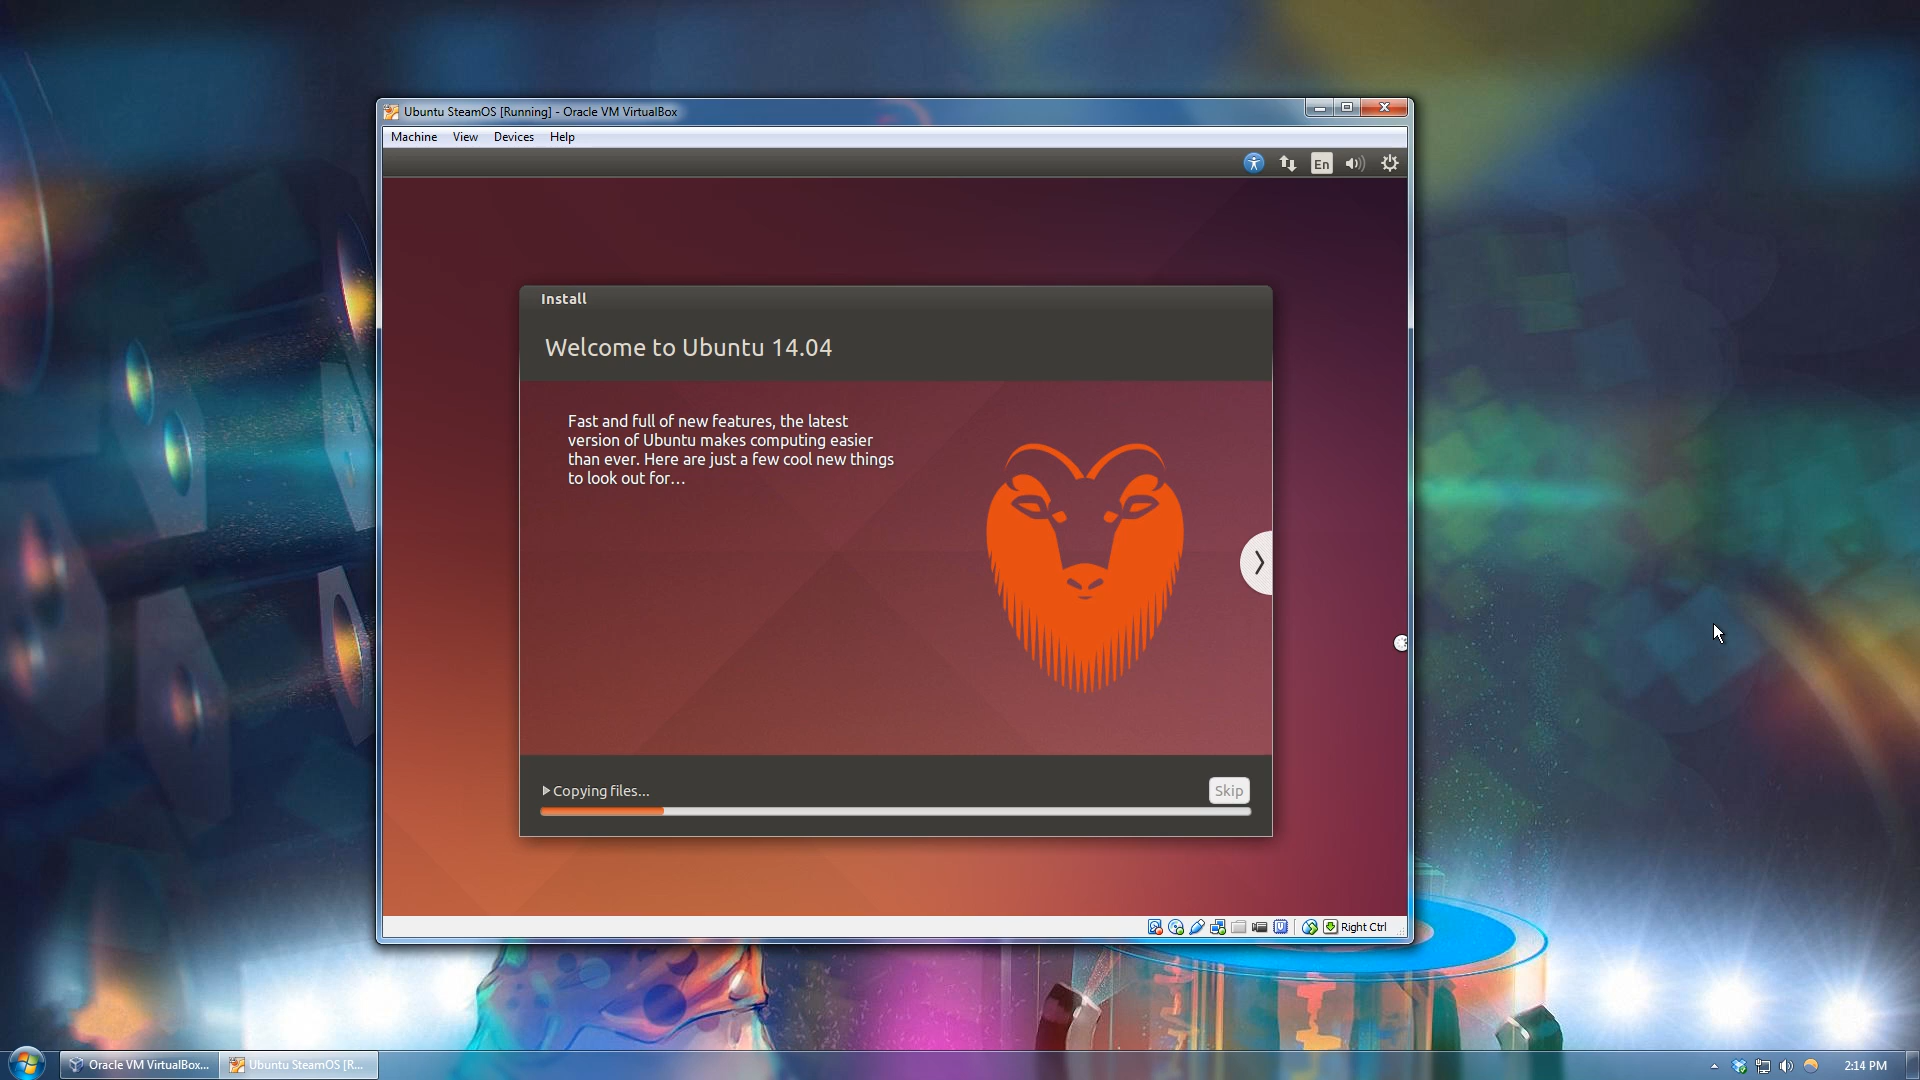 Ubuntu SteamOS [Running] - Oracle VM VirtualBox
Machine View Devices Help
En
Install
Welcome to Ubuntu 14.04
Fast and full of new features, the latest
version of Ubuntu makes computing easier
than ever. Here are just a few cool new things
to look out for...
Copying files...
Skip
Right Ctrl
Oracle VM VirtualBox...
Ubuntu SteamOS [R...
2:14 PM